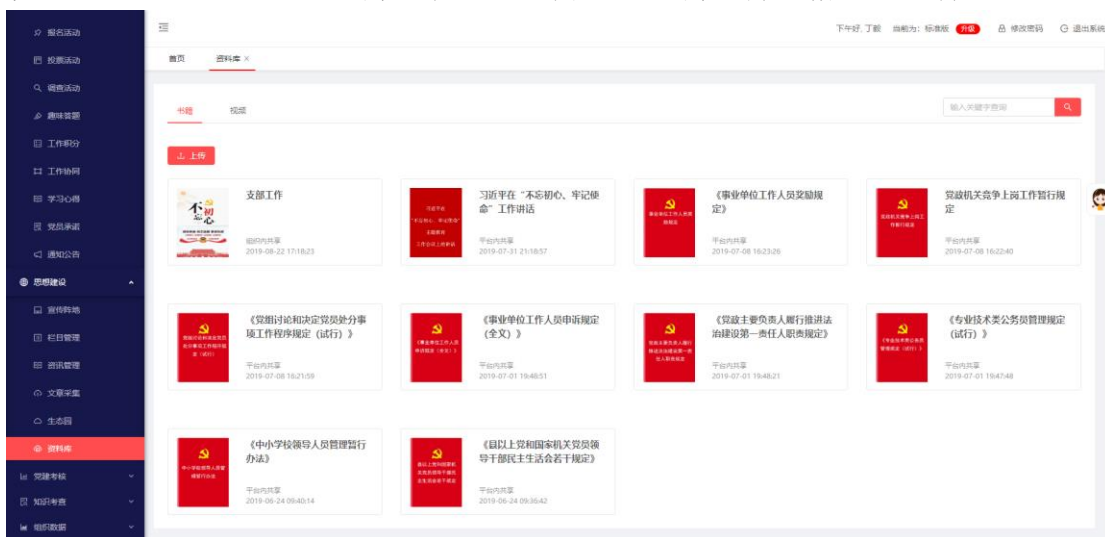 报名活动
投票活动
调查活动
趣味答题
工作积分
工作协同
学习心得
党员承诺
通知公告
思想建设
宣传阵地
栏目管理
资讯管理
文章采集
生态园
资料库
党建考核
知识考查
组织数据
下午好, 丁毅 当前为: 标准版 升级 修改密码 退出系统
首页 资料库 ×
书籍 视频
输入关键字查询
上传
支部工作
组织内共享
2019-08-22 17:18:23
习近平在“不忘初心、牢记使
命”工作讲话
平台内共享
2019-07-31 21:16:57
《事业单位工作人员奖励规
定》
平台内共享
2019-07-08 16:23:26
党政机关竞争上岗工作暂行规
定
平台内共享
2019-07-08 16:22:40
《党组讨论和决定党员处分事
项工作程序规定（试行）》
平台内共享
2019-07-08 16:21:59
《事业单位工作人员申诉规定
（全文）》
平台内共享
2019-07-01 19:48:51
《党政主要负责人履行推进法
治建设第一责任人职责规定》
平台内共享
2019-07-01 19:48:21
《专业技术类公务员管理规定
（试行）》
平台内共享
2019-07-01 19:47:48
《中小学校领导人员管理暂行
办法》
平台内共享
2019-06-24 09:40:14
《县以上党和国家机关党员领
导干部民主生活会若干规定》
平台内共享
2019-06-24 09:36:42